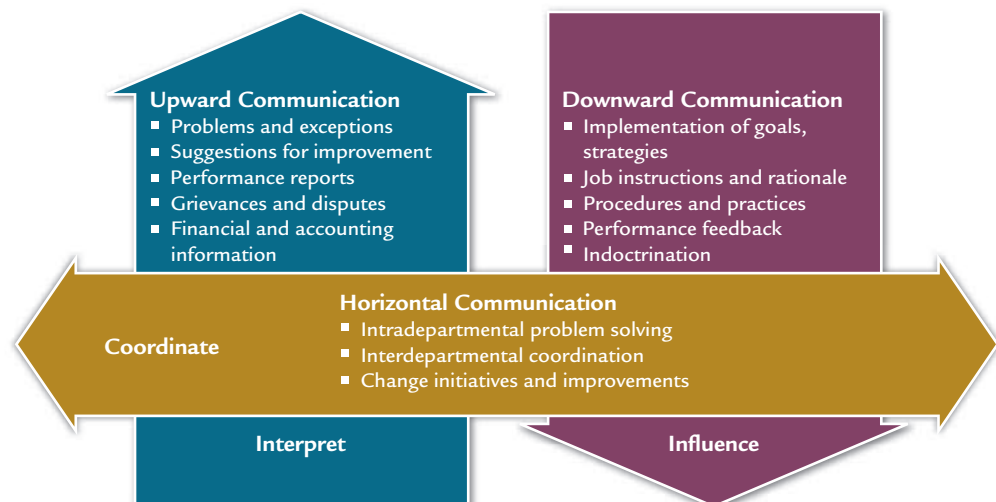 Upward Communication
▪ Problems and exceptions
▪ Suggestions for improvement
▪ Performance reports
▪ Grievances and disputes
▪ Financial and accounting
information
Downward Communication
▪ Implementation of goals,
strategies
▪ Job instructions and rationale
▪ Procedures and practices
▪ Performance feedback
▪ Indoctrination
Coordinate
Horizontal Communication
▪ Intradepartmental problem solving
▪ Interdepartmental coordination
▪ Change initiatives and improvements
Interpret
Influence